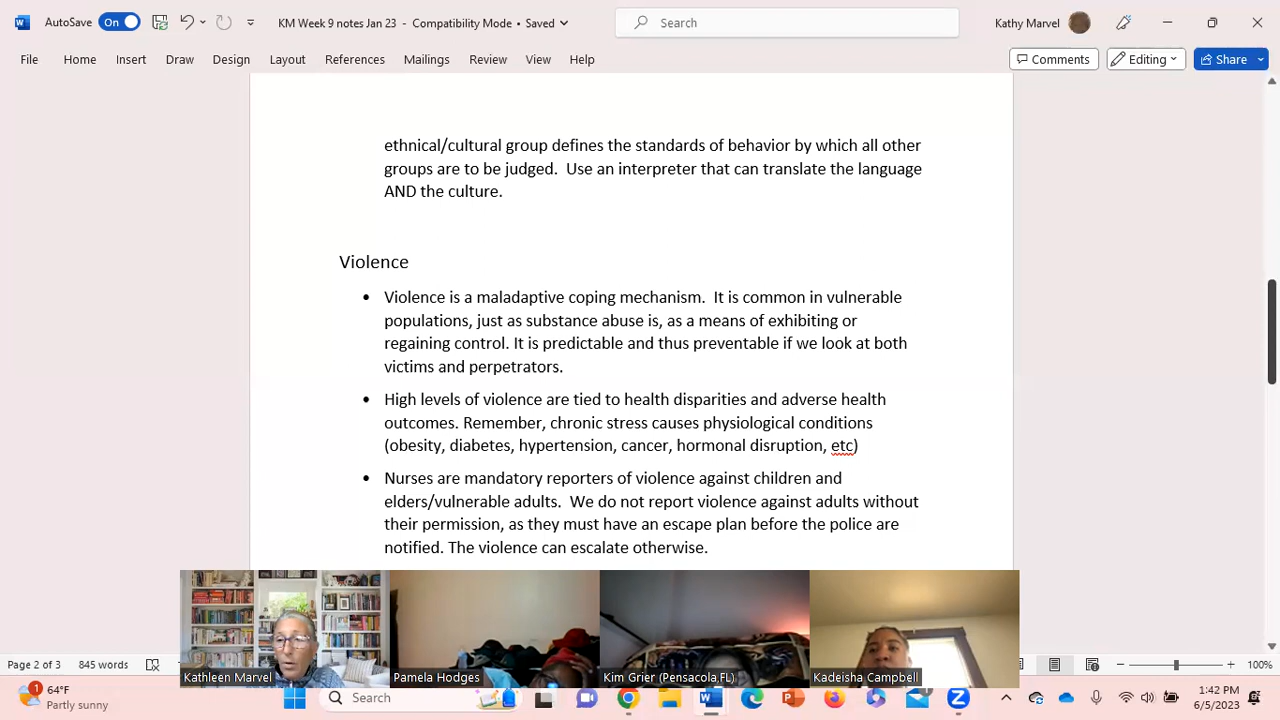 AutoSave On KM Week 9 notes Jan 23 - Compatibility Mode • Saved Search Kathy Marvel
File Home Insert Draw Design Layout References Mailings Review View Help Comments Editing Share
ethnical/cultural group defines the standards of behavior by which all other
groups are to be judged. Use an interpreter that can translate the language
AND the culture.
Violence
• Violence is a maladaptive coping mechanism. It is common in vulnerable
populations, just as substance abuse is, as a means of exhibiting or
regaining control. It is predictable and thus preventable if we look at both
victims and perpetrators.
• High levels of violence are tied to health disparities and adverse health
outcomes. Remember, chronic stress causes physiological conditions
(obesity, diabetes, hypertension, cancer, hormonal disruption, etc)
• Nurses are mandatory reporters of violence against children and
elders/vulnerable adults. We do not report violence against adults without
their permission, as they must have an escape plan before the police are
notified. The violence can escalate otherwise.
Kathleen Marvel Pamela Hodges Kim Grier (Pensacola,FL) Kadeisha Campbell
Page 2 of 3 845 words 100%
1 64°F
Partly sunny
Search
1:42 PM
6/5/2023